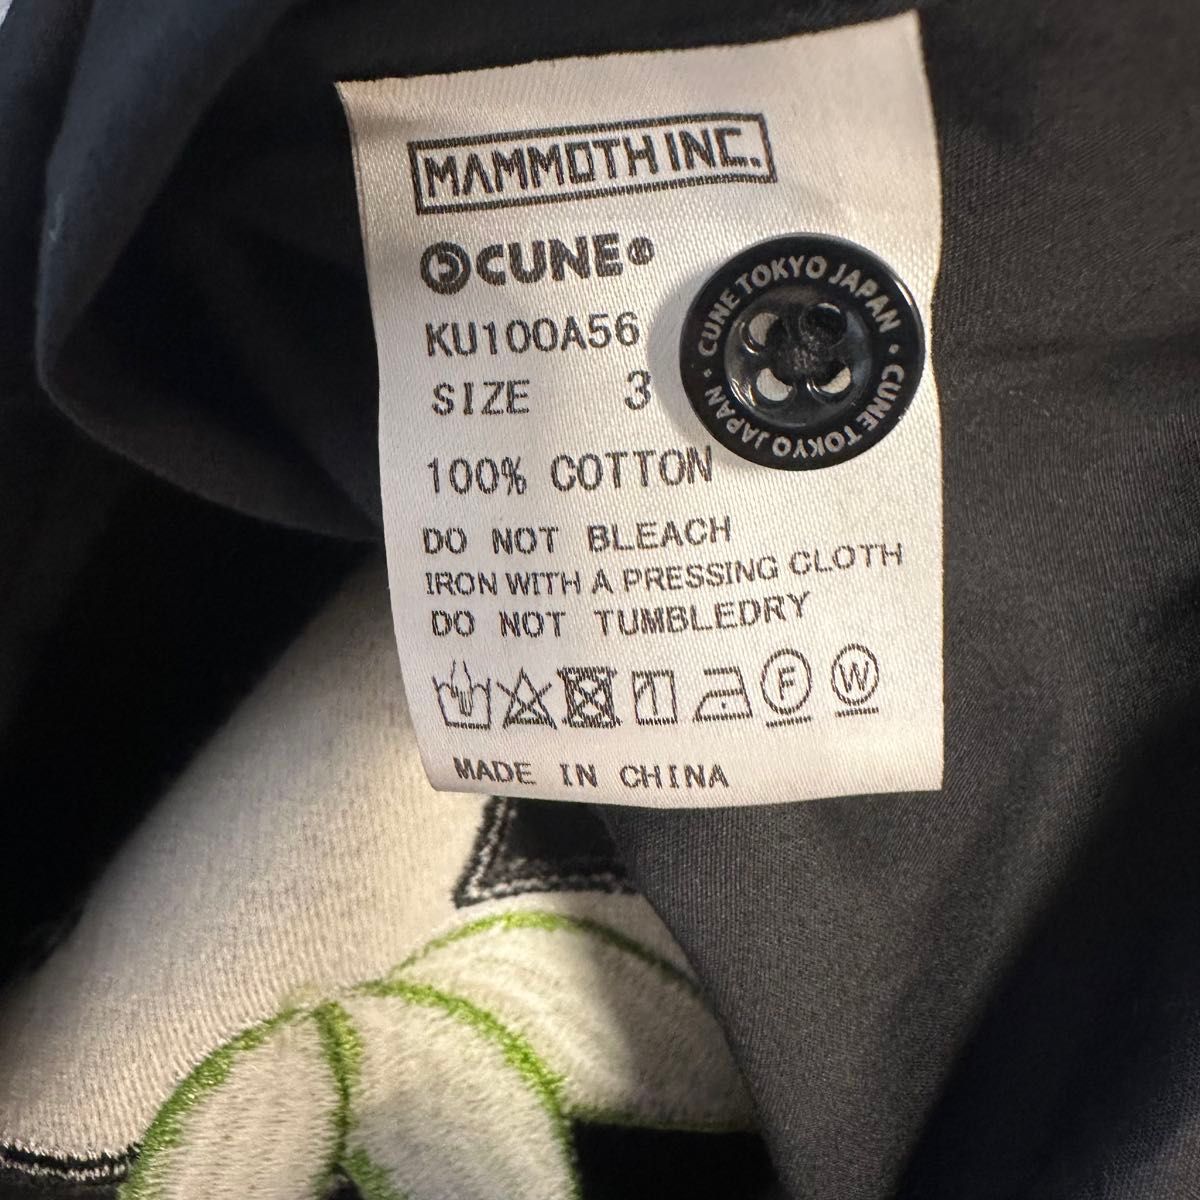 MAMMOTH INC.
CUNE®
KU100A56
SIZE 3
100% COTTON
DO NOT BLEACH
IRON WITH A PRESSING CLOTH
DO NOT TUMBLEDRY
F W
MADE IN CHINA
CUNE TOKYO JAPAN • CUNE TOKYO JAPAN •